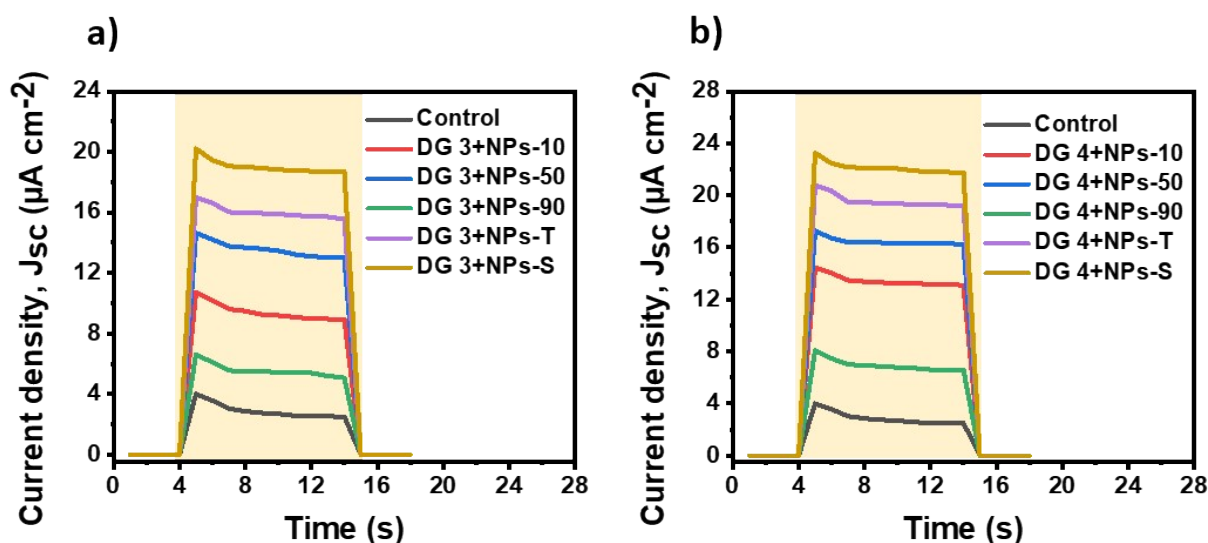 a)
Current density, JSC (µA cm-2)
24
20
16
12
8
4
0
Control
DG 3+NPs-10
DG 3+NPs-50
DG 3+NPs-90
DG 3+NPs-T
DG 3+NPs-S
0 4 8 12 16 20 24 28
Time (s)
b)
Current density, JSC (µA cm-2)
28
24
20
16
12
8
4
0
Control
DG 4+NPs-10
DG 4+NPs-50
DG 4+NPs-90
DG 4+NPs-T
DG 4+NPs-S
0 4 8 12 16 20 24 28
Time (s)